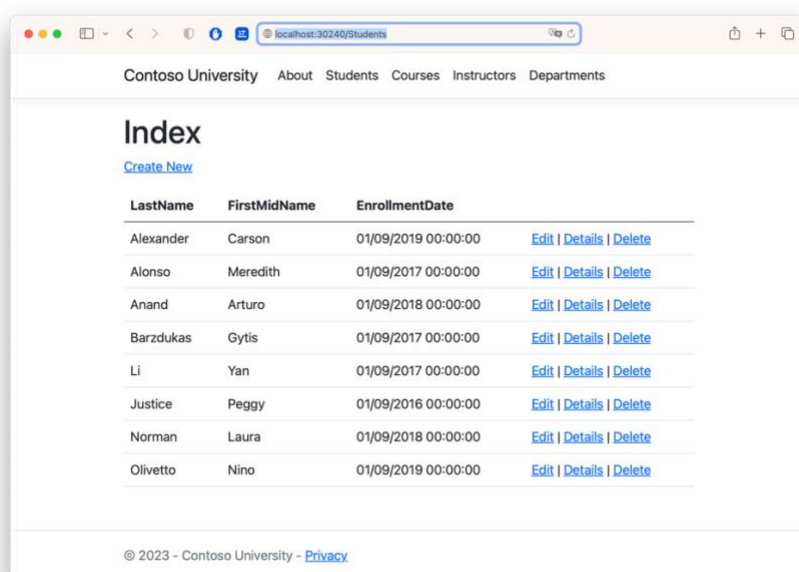 localhost:30240/Students
Contoso University About Students Courses Instructors Departments
Index
Create New
LastName FirstMidName EnrollmentDate
Alexander Carson 01/09/2019 00:00:00 Edit | Details | Delete
Alonso Meredith 01/09/2017 00:00:00 Edit | Details | Delete
Anand Arturo 01/09/2018 00:00:00 Edit | Details | Delete
Barzdukas Gytis 01/09/2017 00:00:00 Edit | Details | Delete
Li Yan 01/09/2017 00:00:00 Edit | Details | Delete
Justice Peggy 01/09/2016 00:00:00 Edit | Details | Delete
Norman Laura 01/09/2018 00:00:00 Edit | Details | Delete
Olivetto Nino 01/09/2019 00:00:00 Edit | Details | Delete
© 2023 - Contoso University - Privacy